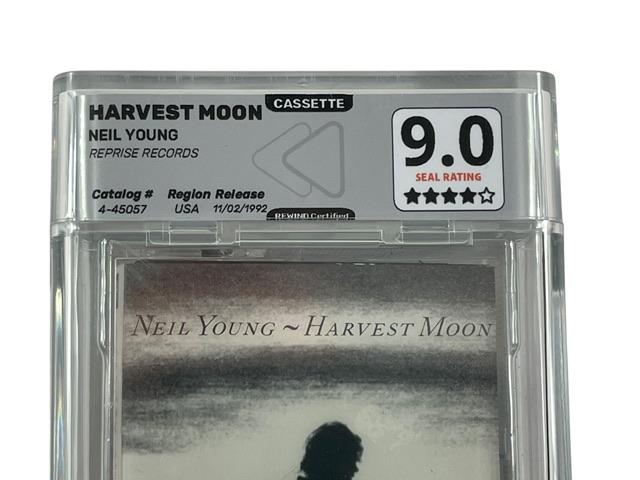 HARVEST MOON
CASSETTE
NEIL YOUNG
REPRISE RECORDS
9.0
SEAL RATING
Catalog # Region Release
4-45057 USA 11/02/1992
REWIND Certified
NEIL YOUNG ~ HARVEST MOON